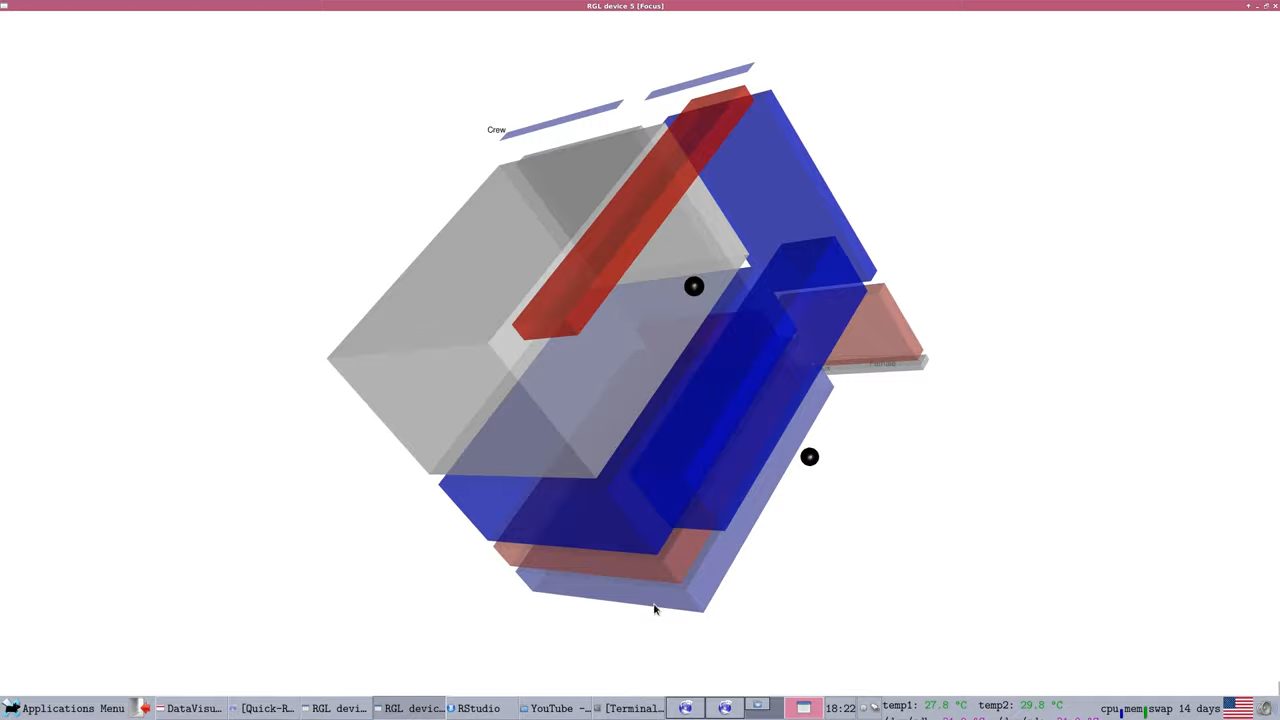 RGL device 5 [Focus]
Crew
Female
Applications Menu
DataVisu...
[Quick-R...
RGL devi...
RGL devic...
RStudio
YouTube -...
[Terminal...
18:22
temp1: 27.8 °C temp2: 29.8 °C
cpu mem swap 14 days